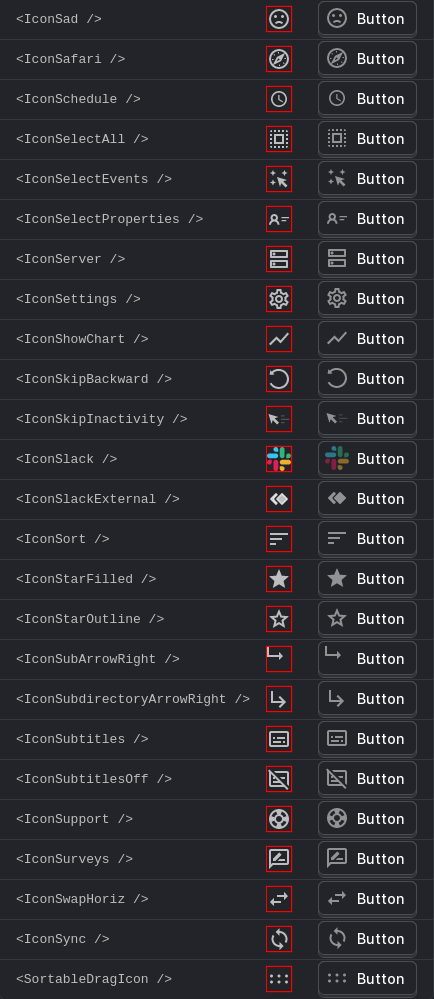 <IconSad /> Button
<IconSafari /> Button
<IconSchedule /> Button
<IconSelectAll /> Button
<IconSelectEvents /> Button
<IconSelectProperties /> Button
<IconServer /> Button
<IconSettings /> Button
<IconShowChart /> Button
<IconSkipBackward /> Button
<IconSkipInactivity /> Button
<IconSlack /> Button
<IconSlackExternal /> Button
<IconSort /> Button
<IconStarFilled /> Button
<IconStarOutline /> Button
<IconSubArrowRight /> Button
<IconSubdirectoryArrowRight /> Button
<IconSubtitles /> Button
<IconSubtitlesOff /> Button
<IconSupport /> Button
<IconSurveys /> Button
<IconSwapHoriz /> Button
<IconSync /> Button
<SortableDragIcon /> Button